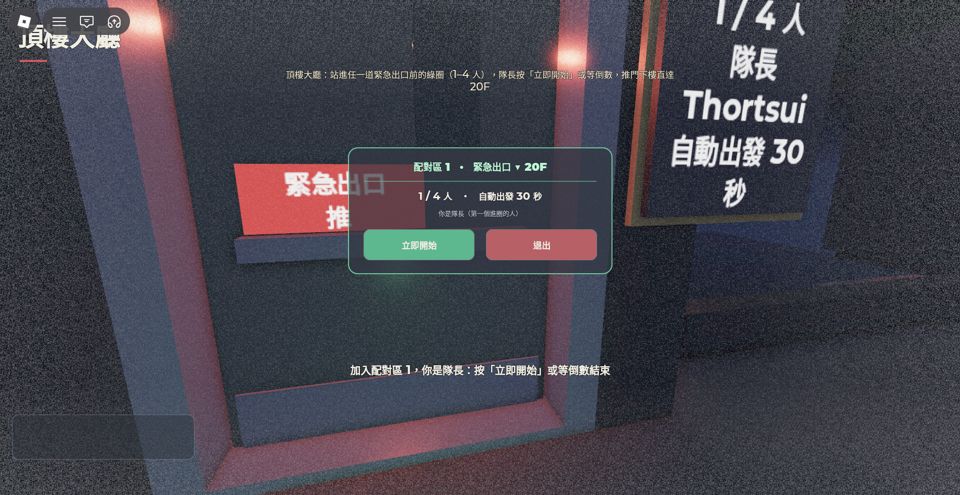 頂樓大廳
頂樓大廳：站進任一道緊急出口前的綠圈（1–4 人），隊長按「立即開始」或等倒數，推門下樓直達
20F
1 / 4 人
隊長
Thortsui
自動出發 30
秒
緊急出口
推
配對區 1 • 緊急出口 ▼ 20F
1 / 4 人 · 自動出發 30 秒
你是隊長（第一個進圈的人）
立即開始
退出
加入配對區 1，你是隊長：按「立即開始」或等倒數結束